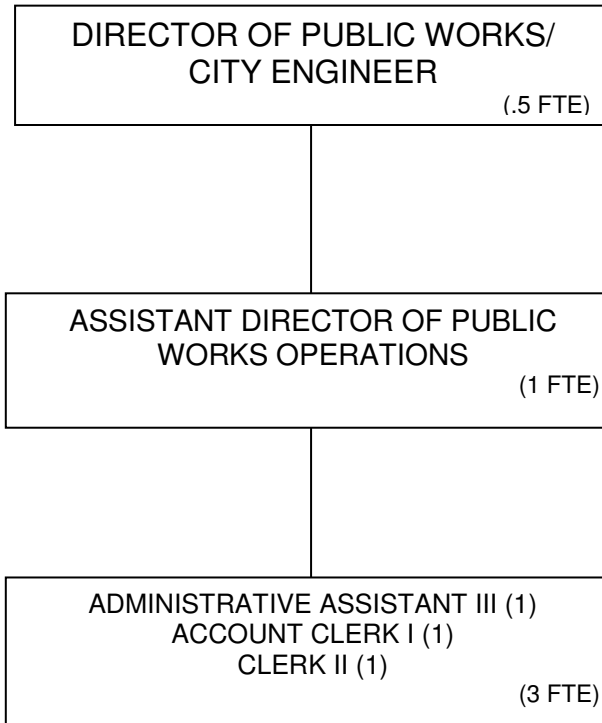 DIRECTOR OF PUBLIC WORKS/
CITY ENGINEER
(.5 FTE)
ASSISTANT DIRECTOR OF PUBLIC
WORKS OPERATIONS
(1 FTE)
ADMINISTRATIVE ASSISTANT III (1)
ACCOUNT CLERK I (1)
CLERK II (1)
(3 FTE)